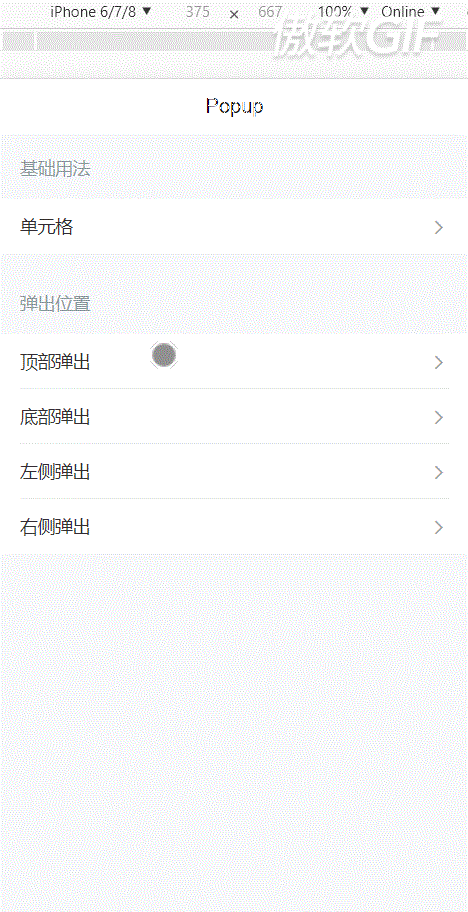 iPhone 6/7/8 ▼ 375 × 667 100% ▼ Online ▼
傲软GIF
Popup
基础用法
单元格
弹出位置
顶部弹出
底部弹出
左侧弹出
右侧弹出